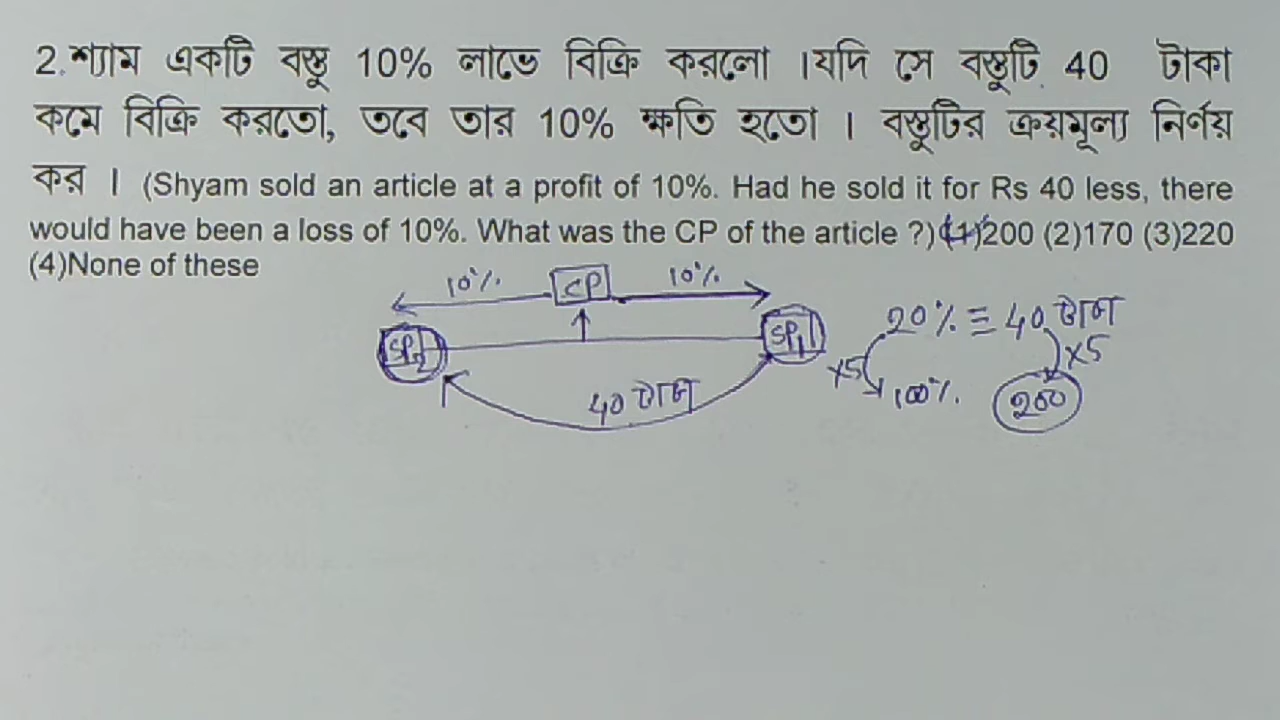 2. শ্যাম একটি বস্তু 10% লাভে বিক্রি করলো ।যদি সে বস্তুটি 40 টাকা
কমে বিক্রি করতো, তবে তার 10% ক্ষতি হতো । বস্তুটির ক্রয়মূল্য নির্ণয়
কর । (Shyam sold an article at a profit of 10%. Had he sold it for Rs 40 less, there
would have been a loss of 10%. What was the CP of the article ?) (1)200 (2)170 (3)220
(4)None of these
10% CP 10%
SP2 SP1 20% ≡ 40 টাকা
40 টাকা ×5 100% 200 ×5